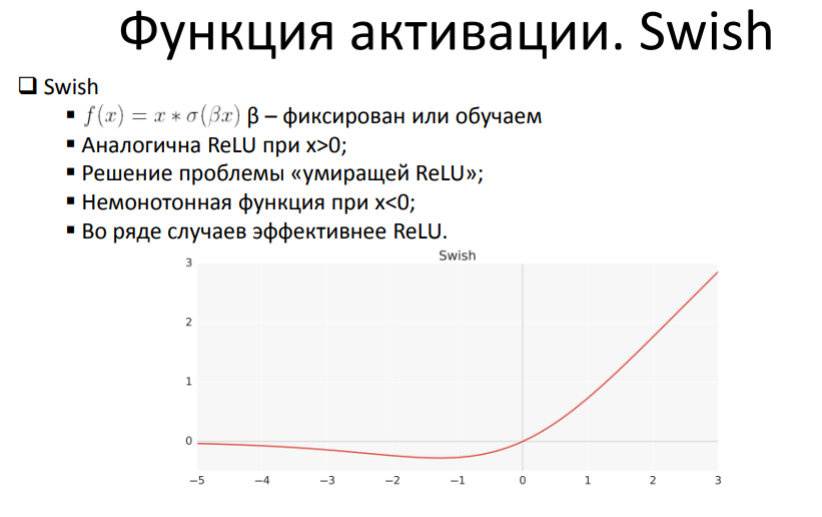 Функция активации. Swish
❑ Swish
▪ f(x) = x * σ(βx) β – фиксирован или обучаем
▪ Аналогична ReLU при x>0;
▪ Решение проблемы «умиращей ReLU»;
▪ Немонотонная функция при x<0;
▪ Во ряде случаев эффективнее ReLU.
Swish
3
2
1
0
−5 −4 −3 −2 −1 0 1 2 3